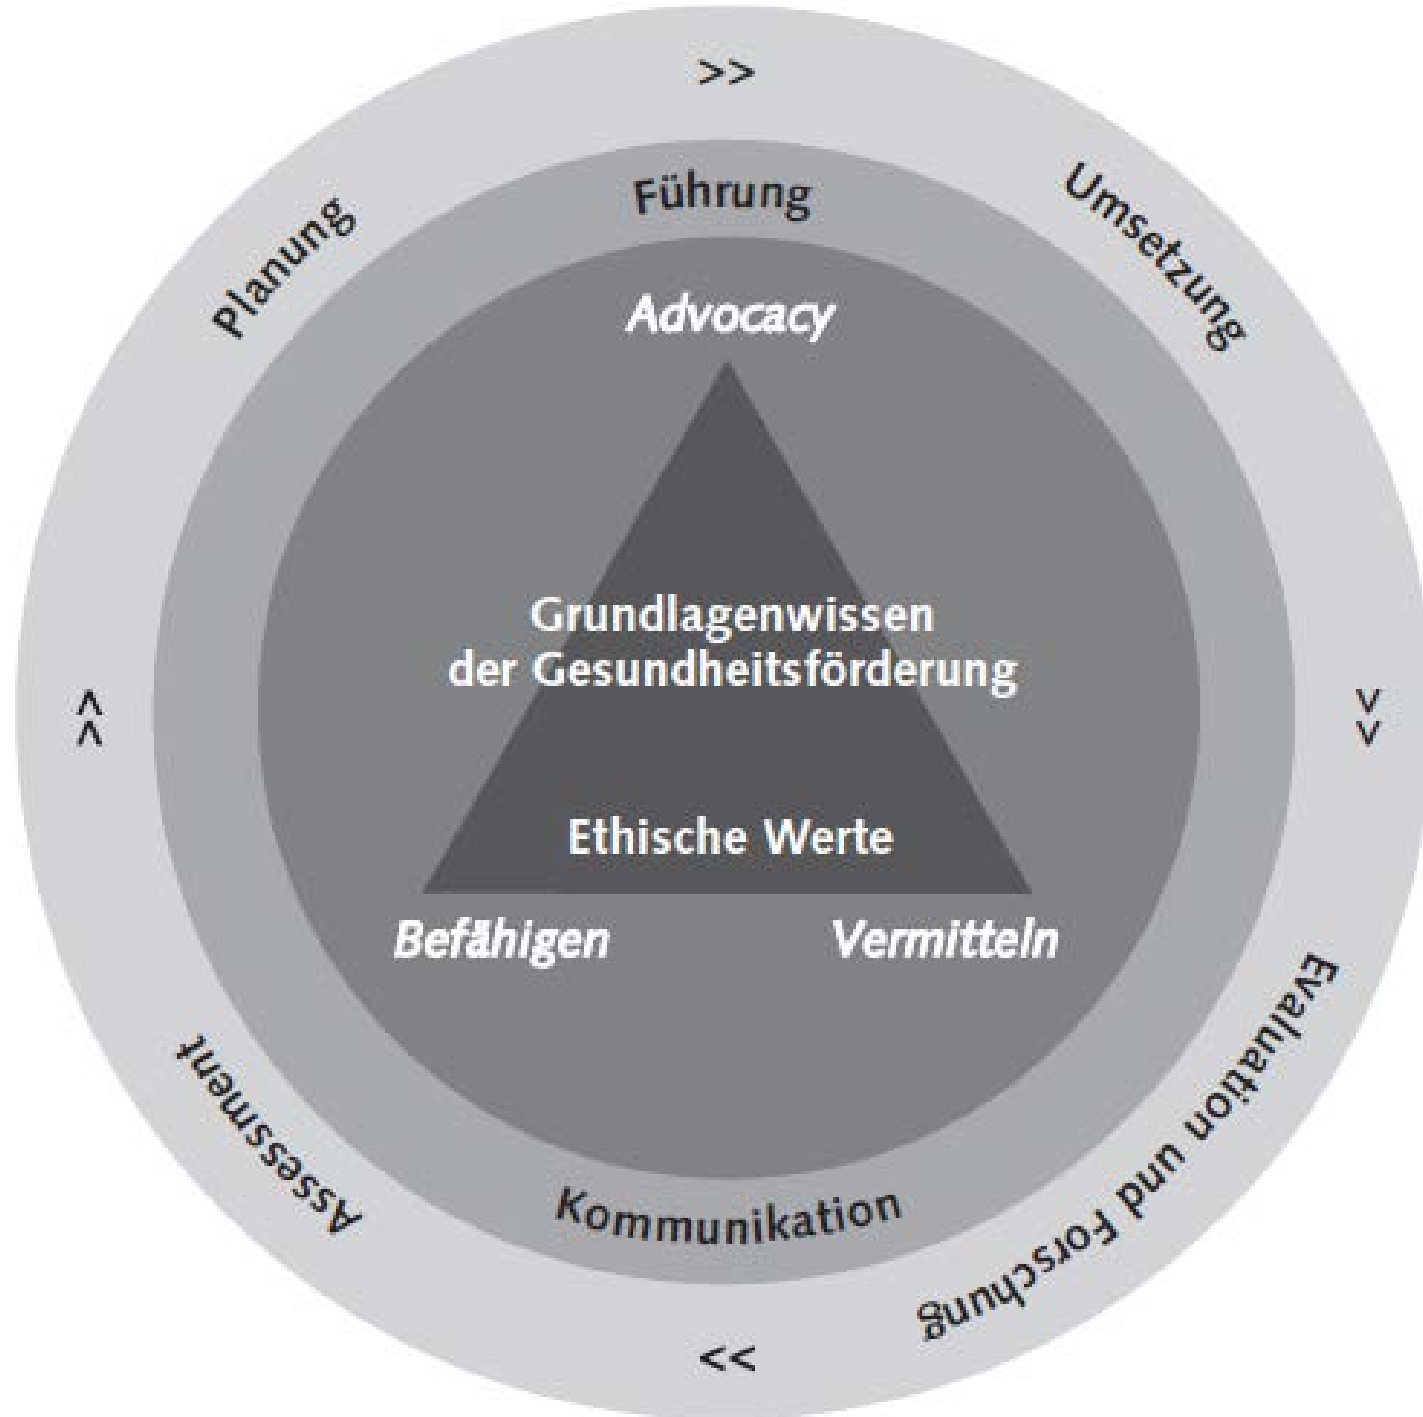 >>
Planung
Führung
Umsetzung
Advocacy
Grundlagenwissen
der Gesundheitsförderung
>>
>>
Ethische Werte
Befähigen
Vermitteln
Assessment
Evaluation und Forschung
Kommunikation
<<